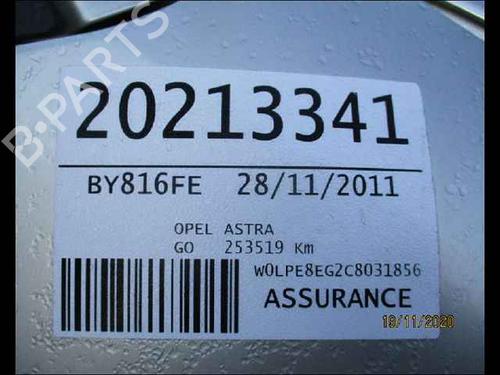 B-PARTS
20213341
BY816FE 28/11/2011
OPEL ASTRA
GO 253519 Km
W0LPE8EG2C8031856
ASSURANCE
19/11/2020